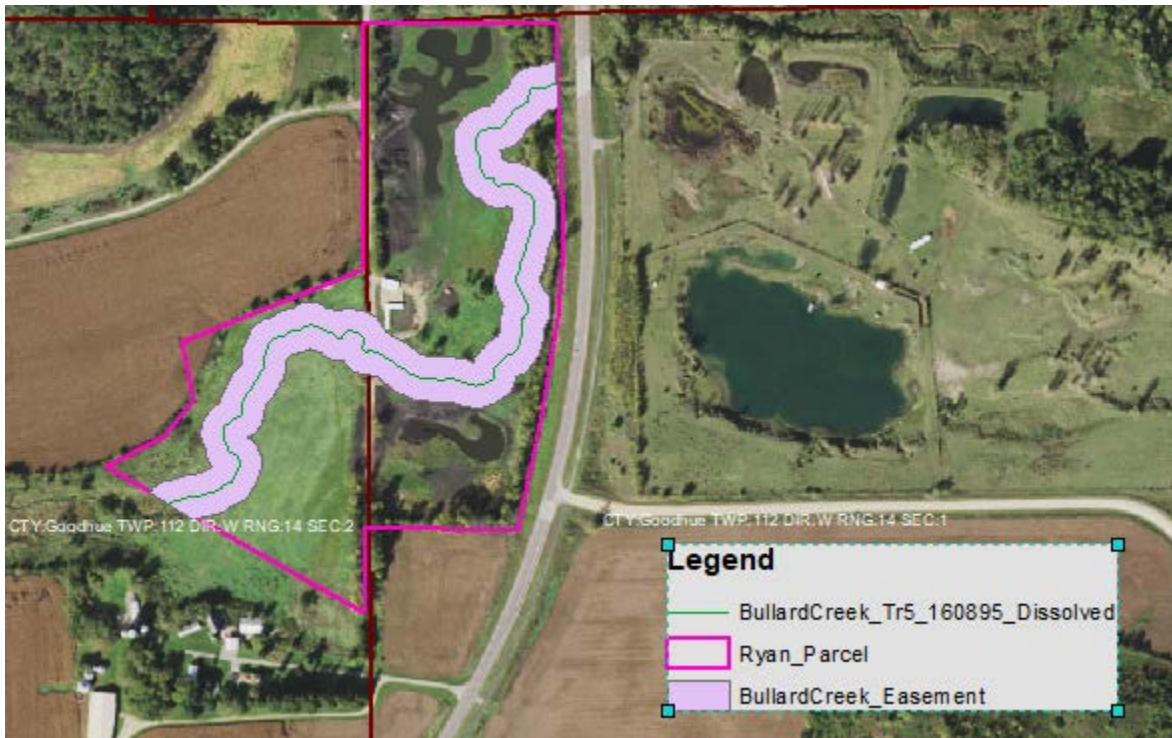 CTY:Goodhue TWP:112 DIR:W RNG:14 SEC:2
CTY:Goodhue TWP:112 DIR:W RNG:14 SEC:1
Legend
BullardCreek_Tr5_160895_Dissolved
Ryan_Parcel
BullardCreek_Easement